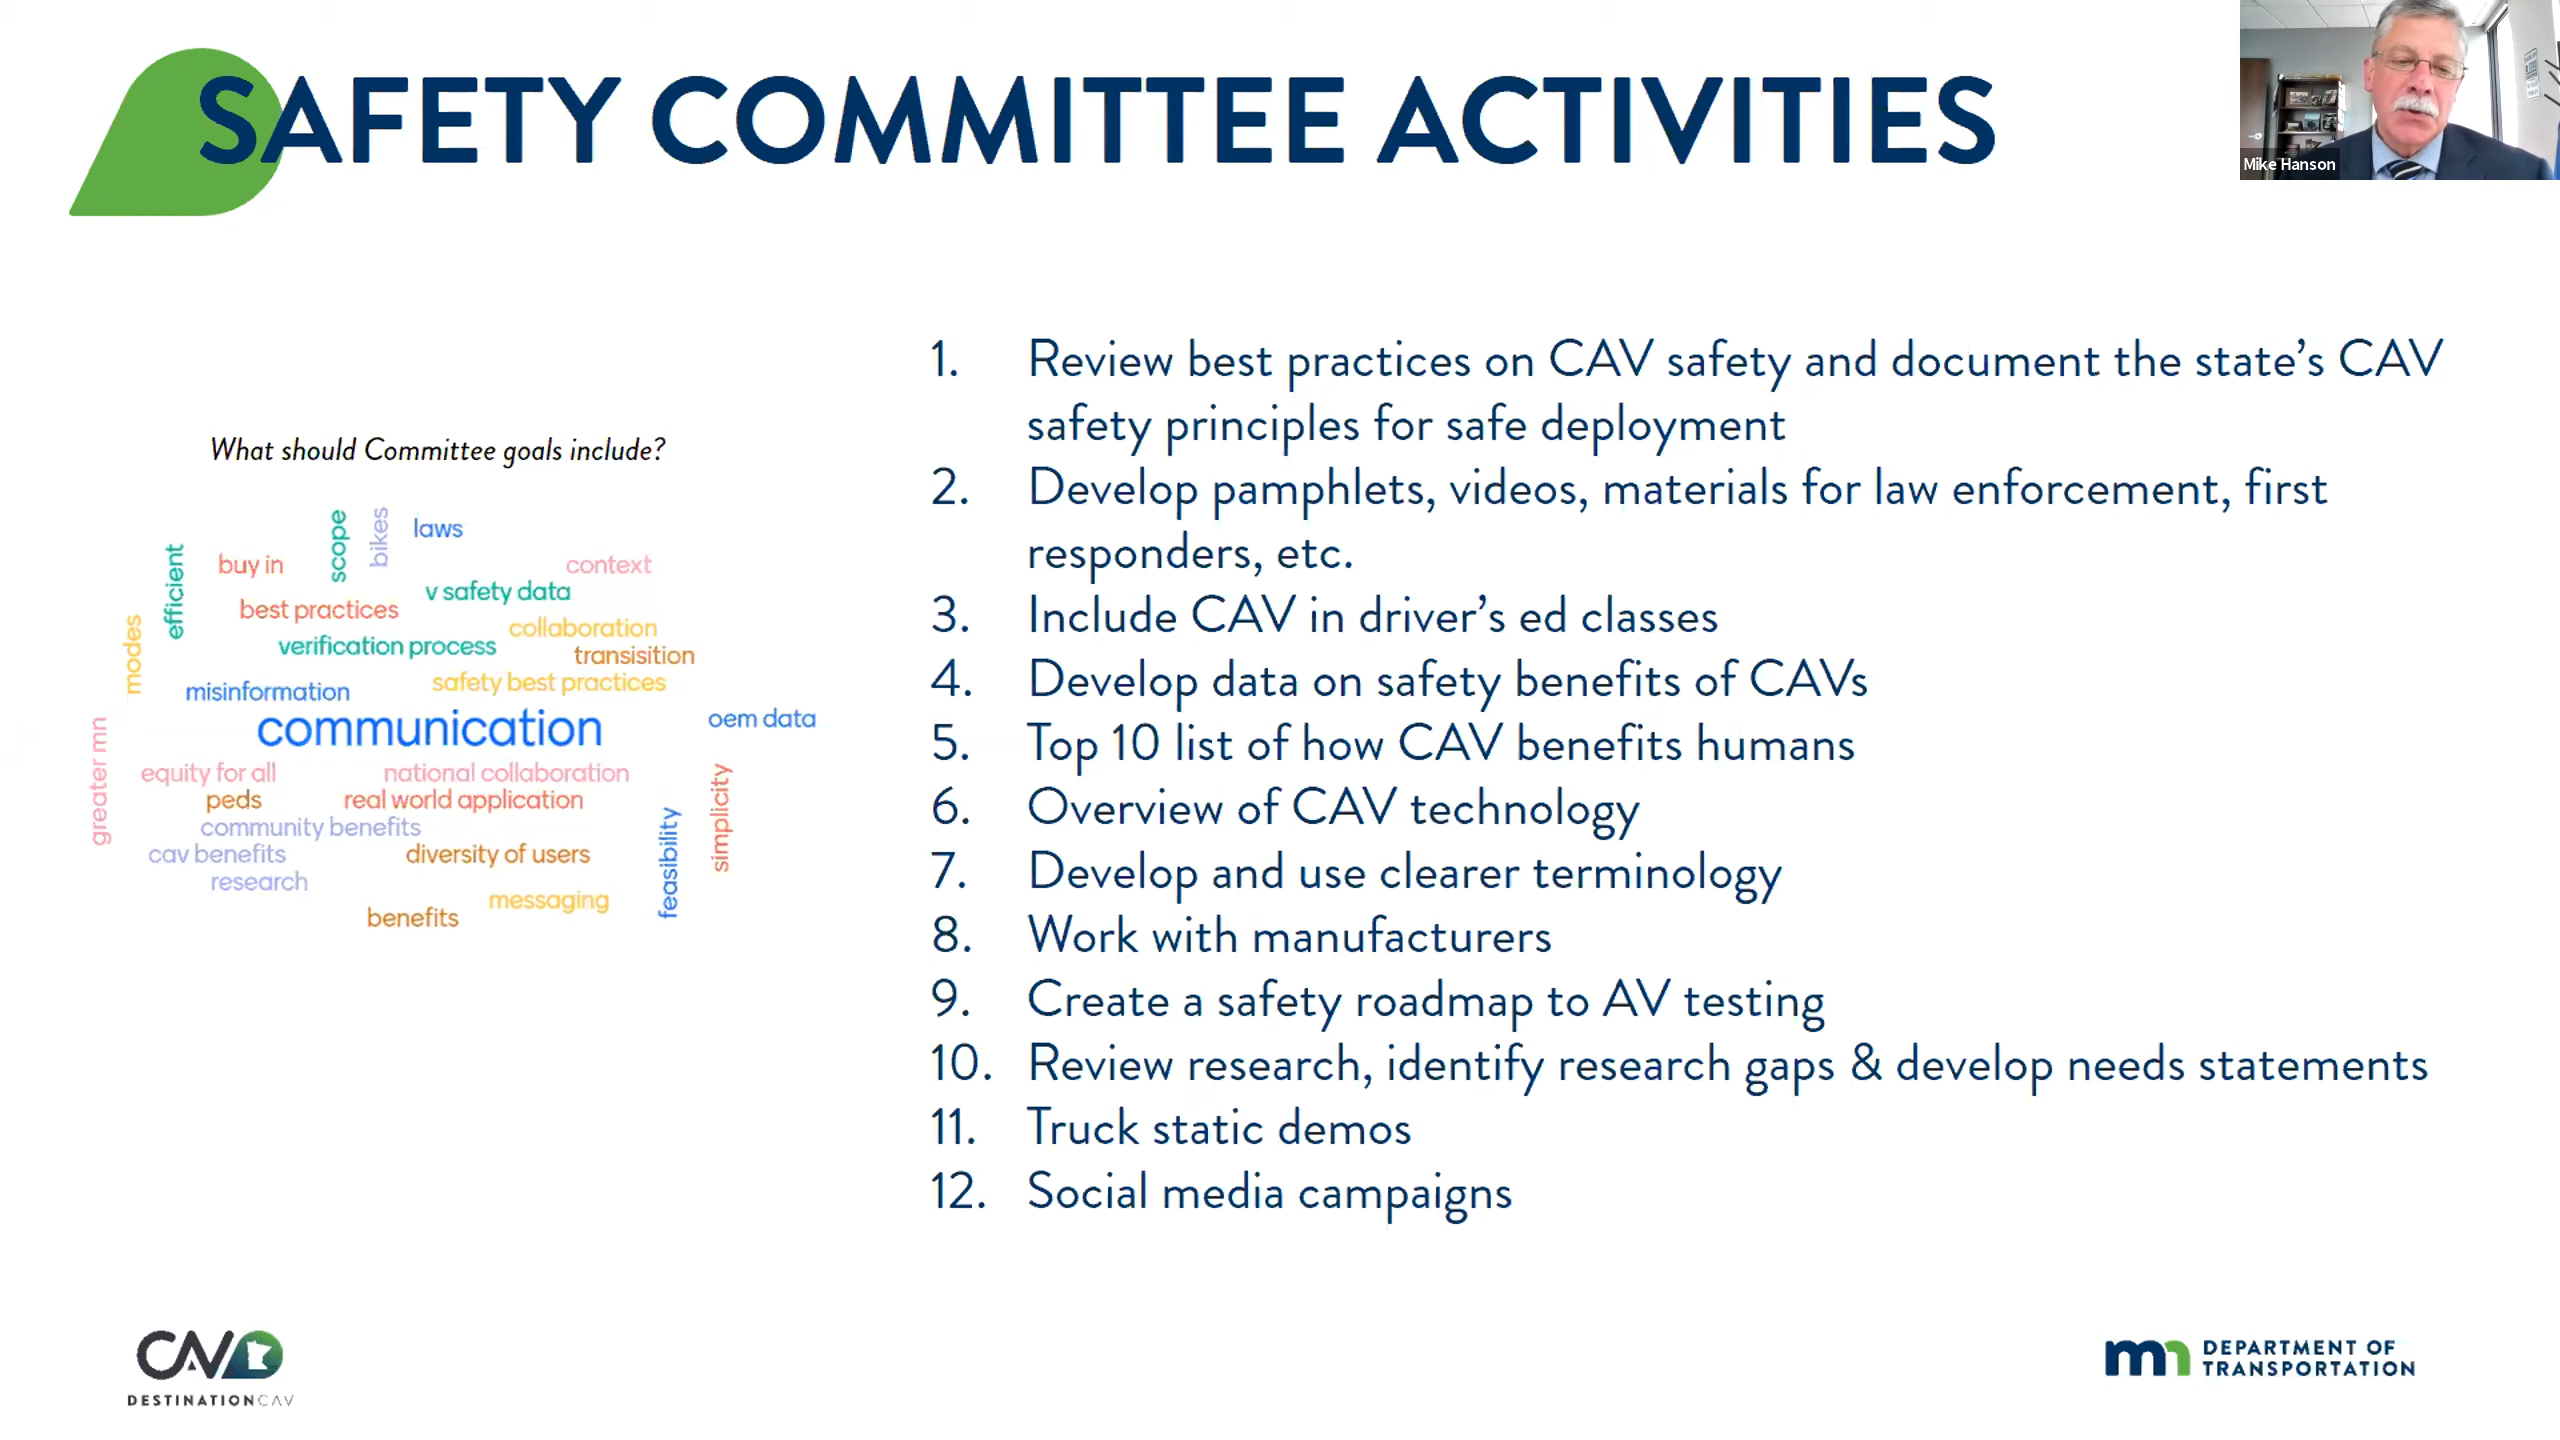 SAFETY COMMITTEE ACTIVITIES
Mike Hanson
What should Committee goals include?
scope
bikes
laws
efficient
buy in
context
v safety data
best practices
collaboration
modes
verification process
transisition
misinformation
safety best practices
communication
oem data
greater mn
equity for all
national collaboration
simplicity
peds
real world application
community benefits
feasibility
cav benefits
diversity of users
research
messaging
benefits
1. Review best practices on CAV safety and document the state’s CAV
safety principles for safe deployment
2. Develop pamphlets, videos, materials for law enforcement, first
responders, etc.
3. Include CAV in driver’s ed classes
4. Develop data on safety benefits of CAVs
5. Top 10 list of how CAV benefits humans
6. Overview of CAV technology
7. Develop and use clearer terminology
8. Work with manufacturers
9. Create a safety roadmap to AV testing
10. Review research, identify research gaps & develop needs statements
11. Truck static demos
12. Social media campaigns
CAV
DESTINATIONCAV
mn DEPARTMENT OF
TRANSPORTATION